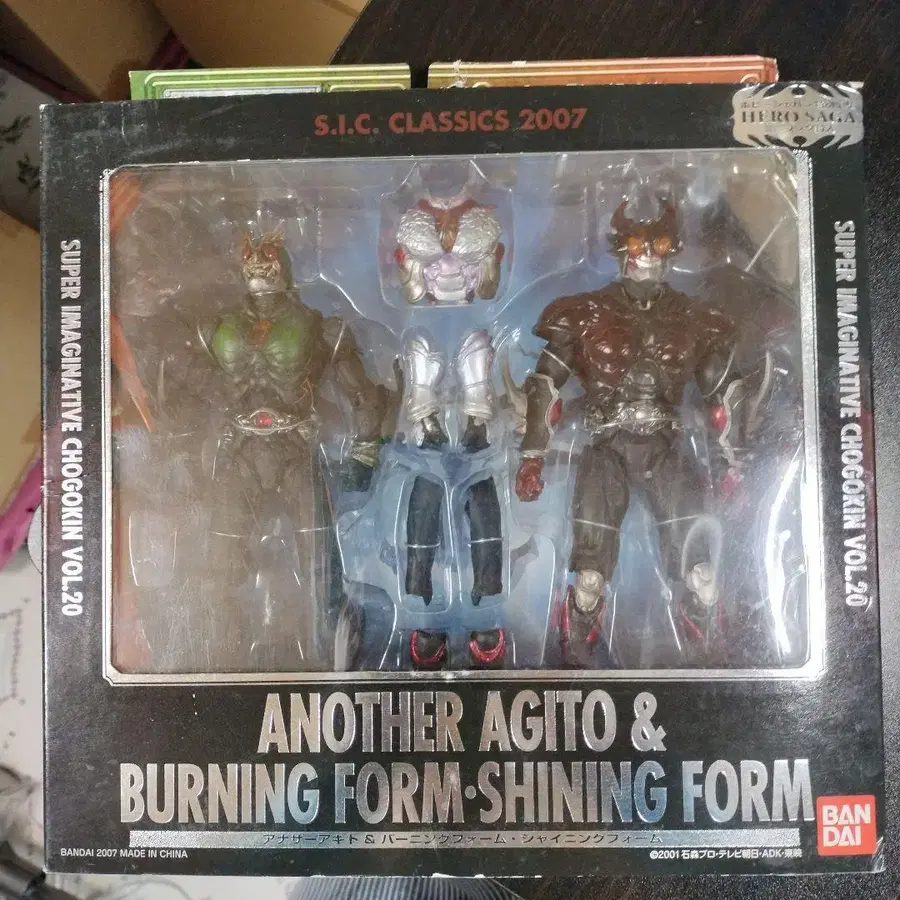 S.I.C. CLASSICS 2007
HERO SAGA
SUPER IMAGINATIVE CHOGOKIN VOL.20
SUPER IMAGINATIVE CHOGOKIN VOL.20
ANOTHER AGITO &
BURNING FORM·SHINING FORM
アナザーアギト & バーニングフォーム・シャイニングフォーム
BANDAI 2007 MADE IN CHINA
©2001 石森プロ・テレビ朝日・ADK・東映
BAN
DAI